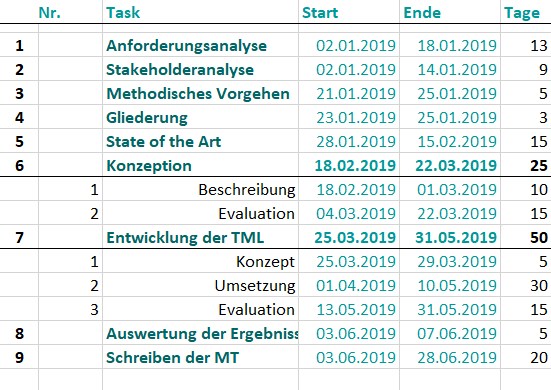 Nr. Task Start Ende Tage
1 Anforderungsanalyse 02.01.2019 18.01.2019 13
2 Stakeholderanalyse 02.01.2019 14.01.2019 9
3 Methodisches Vorgehen 21.01.2019 25.01.2019 5
4 Gliederung 23.01.2019 25.01.2019 3
5 State of the Art 28.01.2019 15.02.2019 15
6 Konzeption 18.02.2019 22.03.2019 25
1 Beschreibung 18.02.2019 01.03.2019 10
2 Evaluation 04.03.2019 22.03.2019 15
7 Entwicklung der TML 25.03.2019 31.05.2019 50
1 Konzept 25.03.2019 29.03.2019 5
2 Umsetzung 01.04.2019 10.05.2019 30
3 Evaluation 13.05.2019 31.05.2019 15
8 Auswertung der Ergebniss 03.06.2019 07.06.2019 5
9 Schreiben der MT 03.06.2019 28.06.2019 20